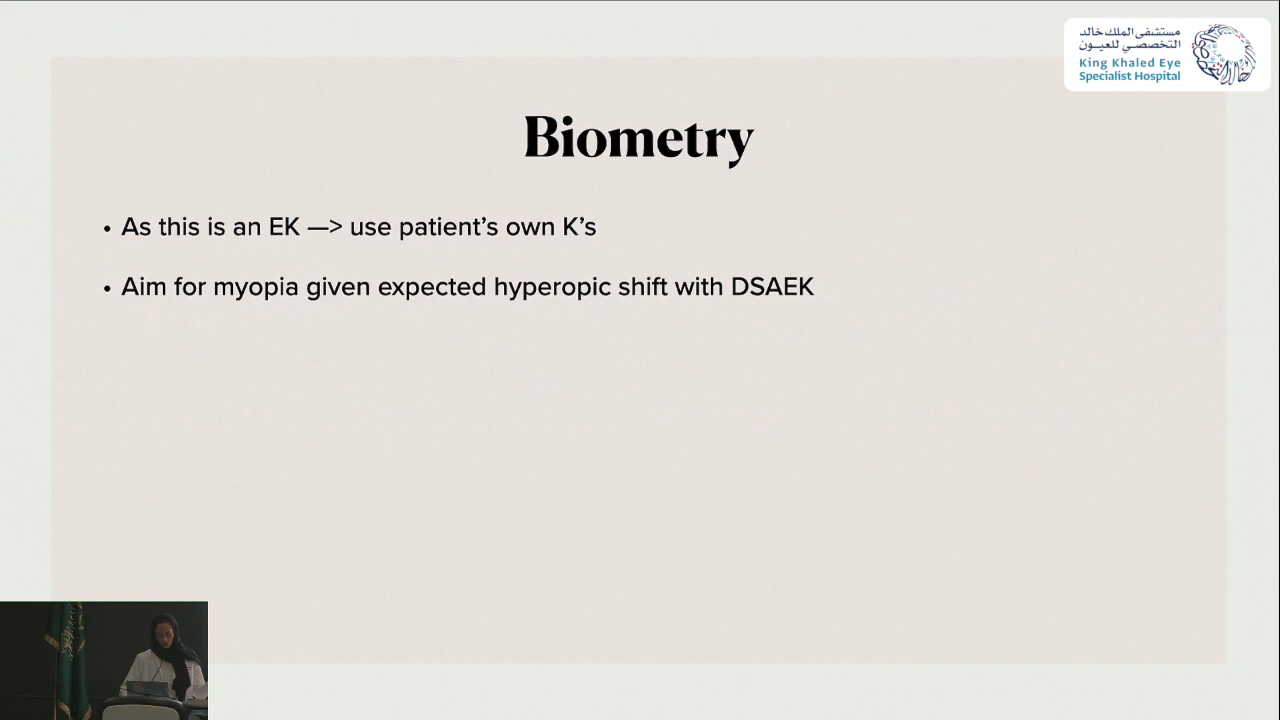 مستشفى الملك خالد
التخصصي للعيون
King Khaled Eye
Specialist Hospital
Biometry
• As this is an EK —> use patient’s own K’s
• Aim for myopia given expected hyperopic shift with DSAEK